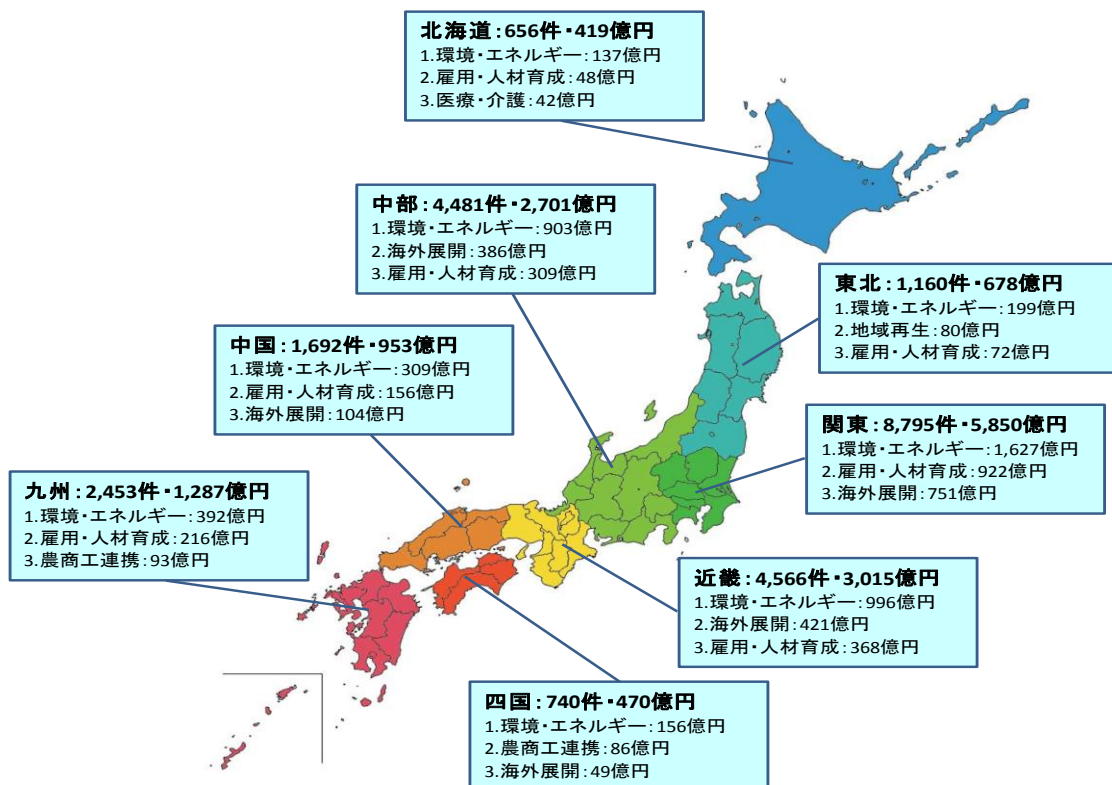 北海道：656件・419億円
1.環境・エネルギー：137億円
2.雇用・人材育成：48億円
3.医療・介護：42億円
中部：4,481件・2,701億円
1.環境・エネルギー：903億円
2.海外展開：386億円
3.雇用・人材育成：309億円
東北：1,160件・678億円
1.環境・エネルギー：199億円
2.地域再生：80億円
3.雇用・人材育成：72億円
中国：1,692件・953億円
1.環境・エネルギー：309億円
2.雇用・人材育成：156億円
3.海外展開：104億円
関東：8,795件・5,850億円
1.環境・エネルギー：1,627億円
2.雇用・人材育成：922億円
3.海外展開：751億円
九州：2,453件・1,287億円
1.環境・エネルギー：392億円
2.雇用・人材育成：216億円
3.農商工連携：93億円
近畿：4,566件・3,015億円
1.環境・エネルギー：996億円
2.海外展開：421億円
3.雇用・人材育成：368億円
四国：740件・470億円
1.環境・エネルギー：156億円
2.農商工連携：86億円
3.海外展開：49億円